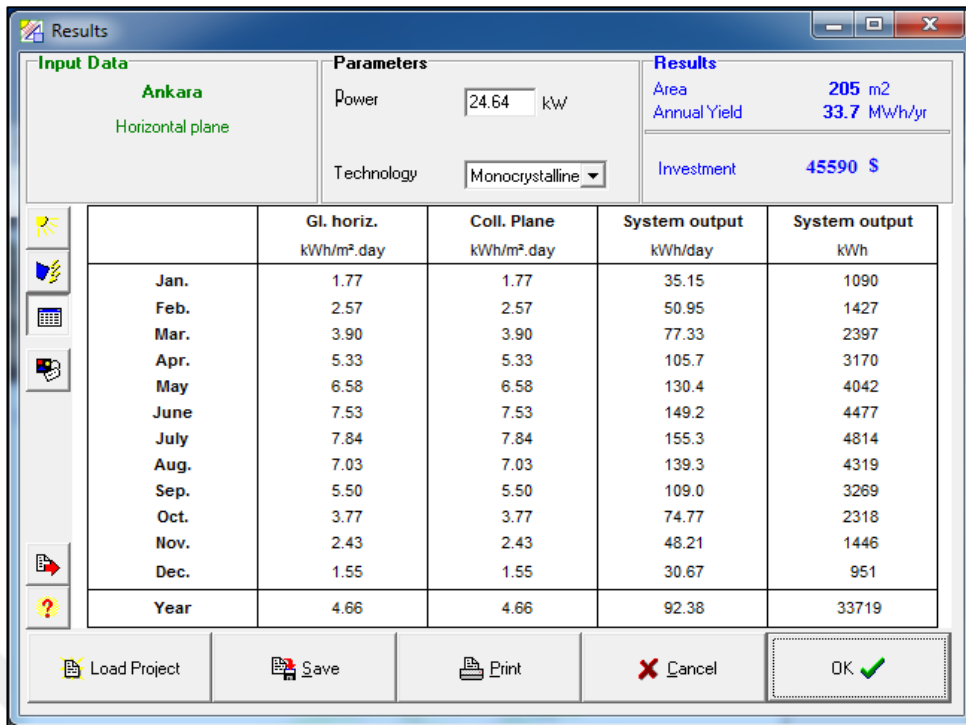 Results
Input Data
Ankara
Horizontal plane
Parameters
Power 24.64 kW
Technology Monocrystalline
Results
Area 205 m2
Annual Yield 33.7 MWh/yr
Investment 45590 $
Gl. horiz. Coll. Plane System output System output
kWh/m².day kWh/m².day kWh/day kWh
Jan. 1.77 1.77 35.15 1090
Feb. 2.57 2.57 50.95 1427
Mar. 3.90 3.90 77.33 2397
Apr. 5.33 5.33 105.7 3170
May 6.58 6.58 130.4 4042
June 7.53 7.53 149.2 4477
July 7.84 7.84 155.3 4814
Aug. 7.03 7.03 139.3 4319
Sep. 5.50 5.50 109.0 3269
Oct. 3.77 3.77 74.77 2318
Nov. 2.43 2.43 48.21 1446
Dec. 1.55 1.55 30.67 951
Year 4.66 4.66 92.38 33719
? Load Project Save Print Cancel OK